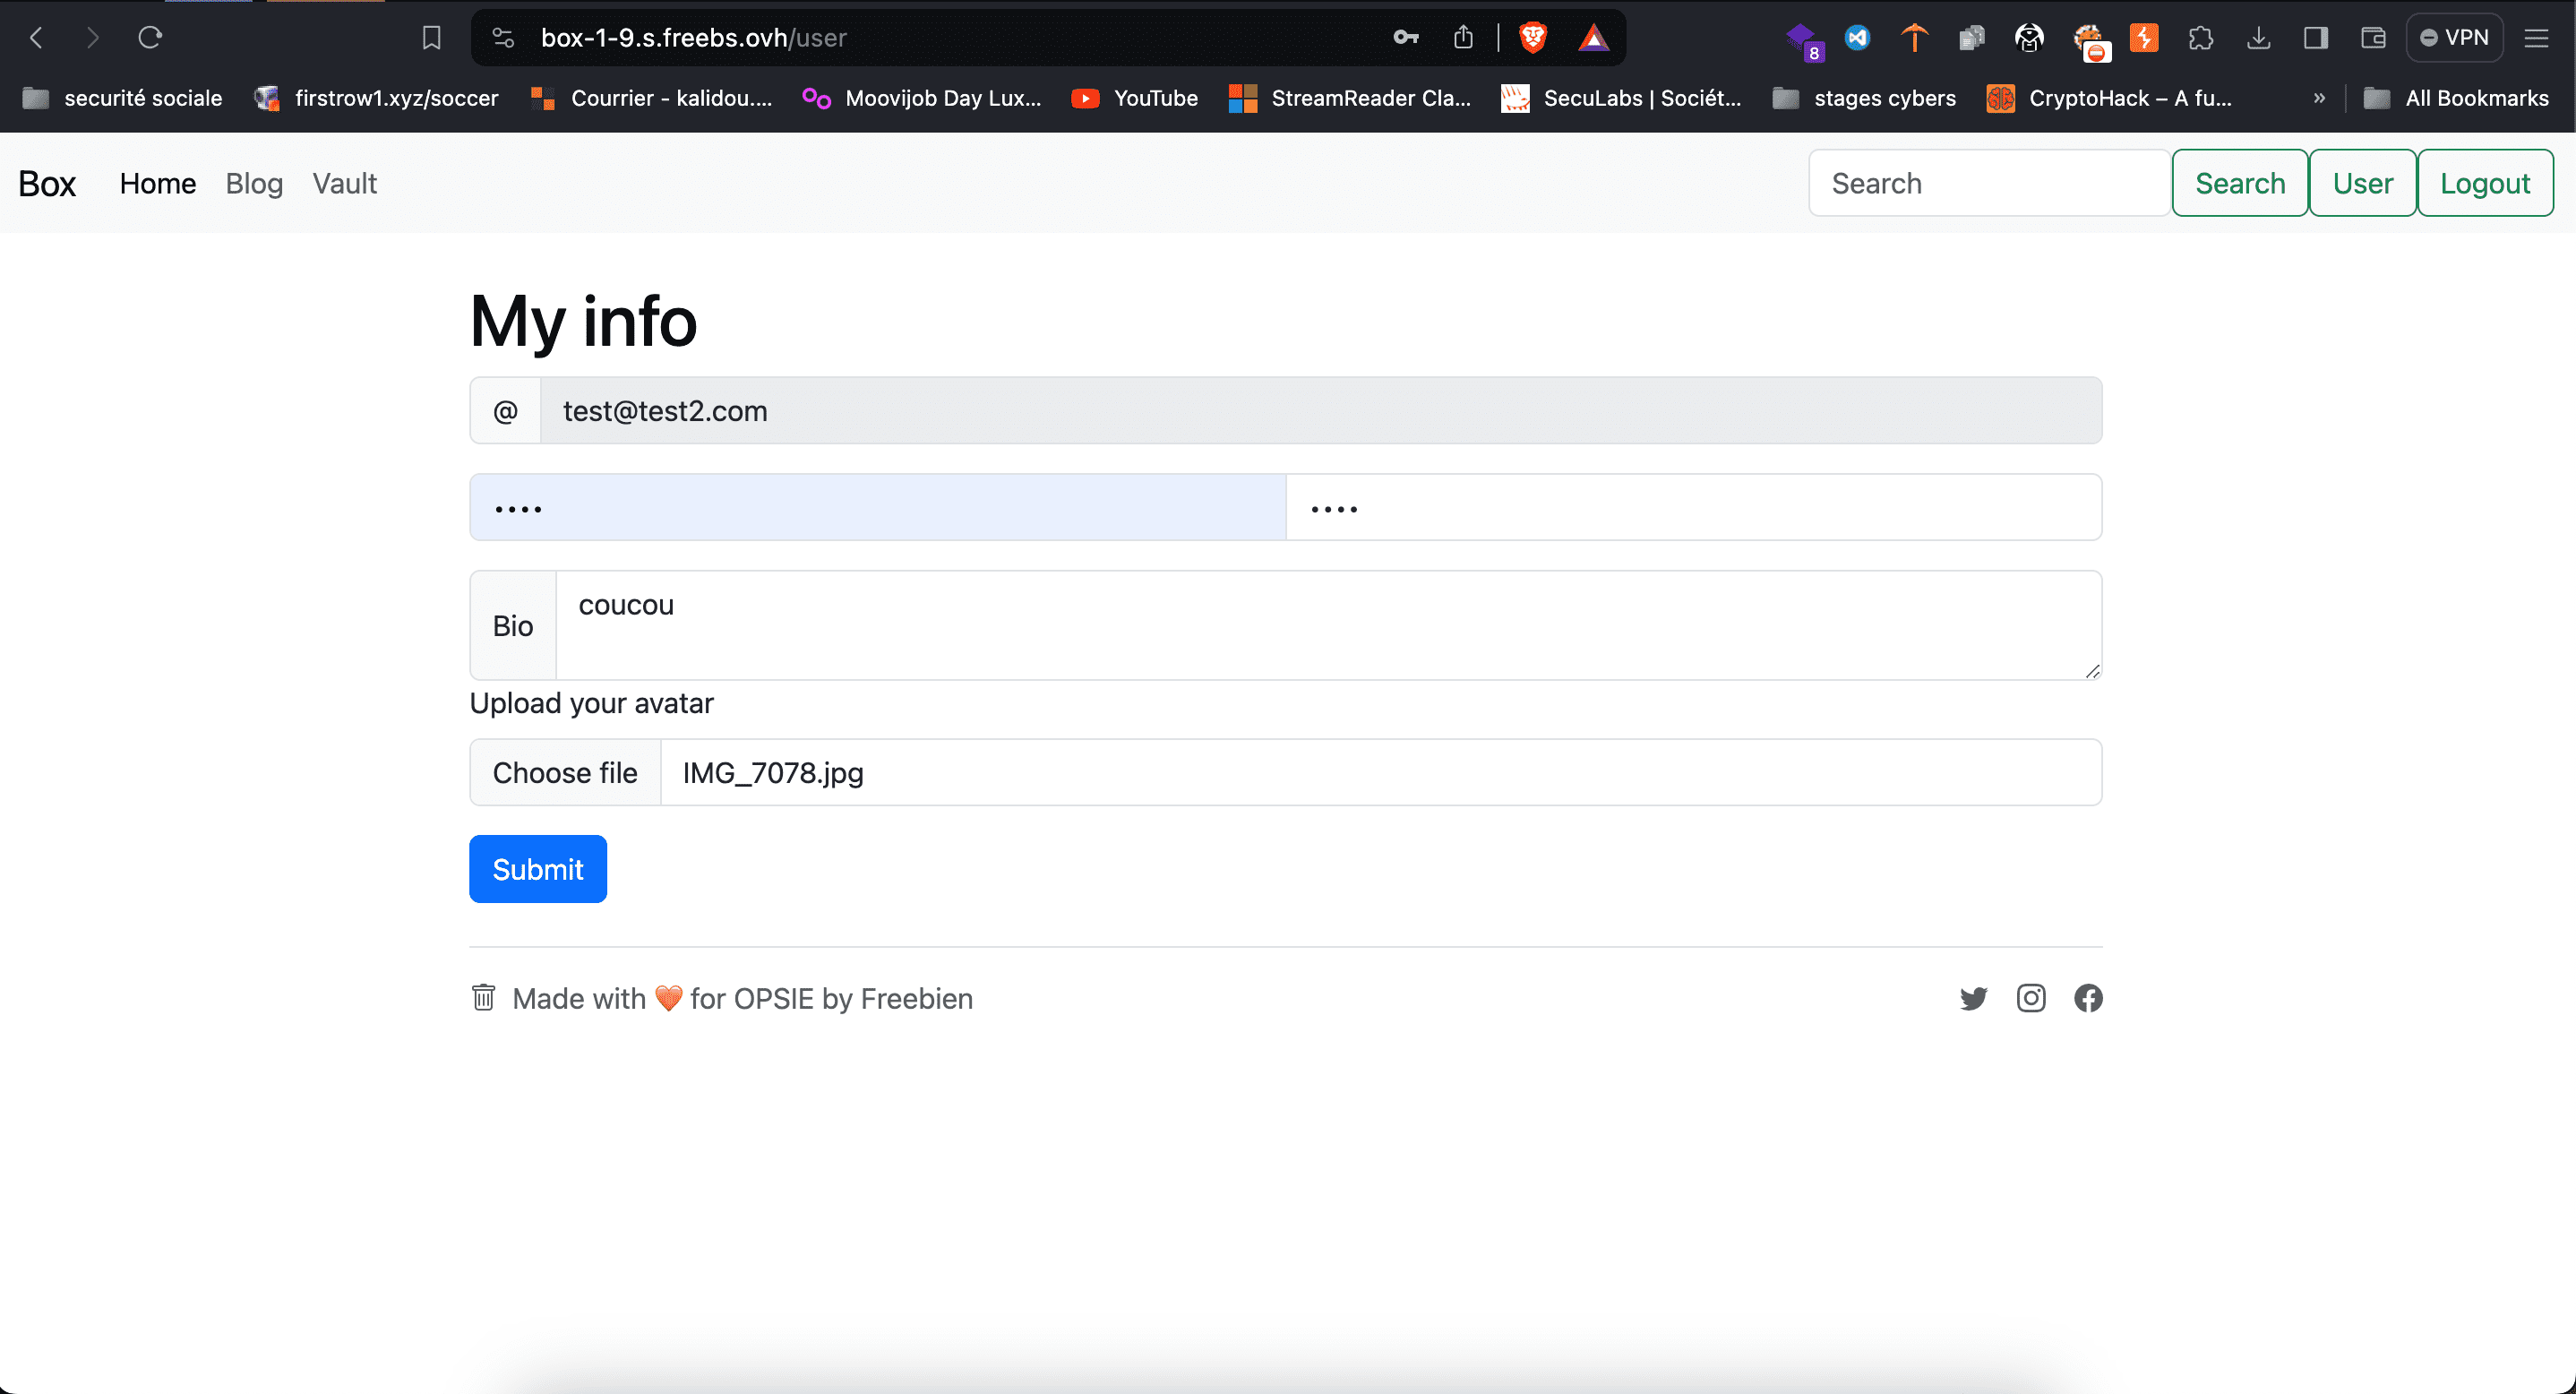 box-1-9.s.freebs.ovh/user
8
VPN
securité sociale
firstrow1.xyz/soccer
Courrier - kalidou....
Moovijob Day Lux...
YouTube
StreamReader Cla...
SecuLabs | Sociét...
stages cybers
CryptoHack – A fu...
»
All Bookmarks
Box
Home
Blog
Vault
Search
Search
User
Logout
My info
@
test@test2.com
••••
••••
Bio
coucou
Upload your avatar
Choose file
IMG_7078.jpg
Submit
Made with ❤️ for OPSIE by Freebien